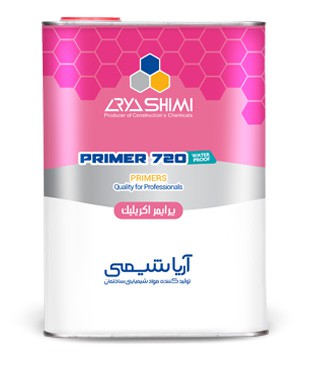 ARYASHIMI
Producer of Construction's Chemicals
PRIMER 720 WATER PROOF
PRIMERS
Quality for Professionals
پرایمر اکریلیک
آریاشیمی
تولید کننده مواد شیمیایی ساختمان